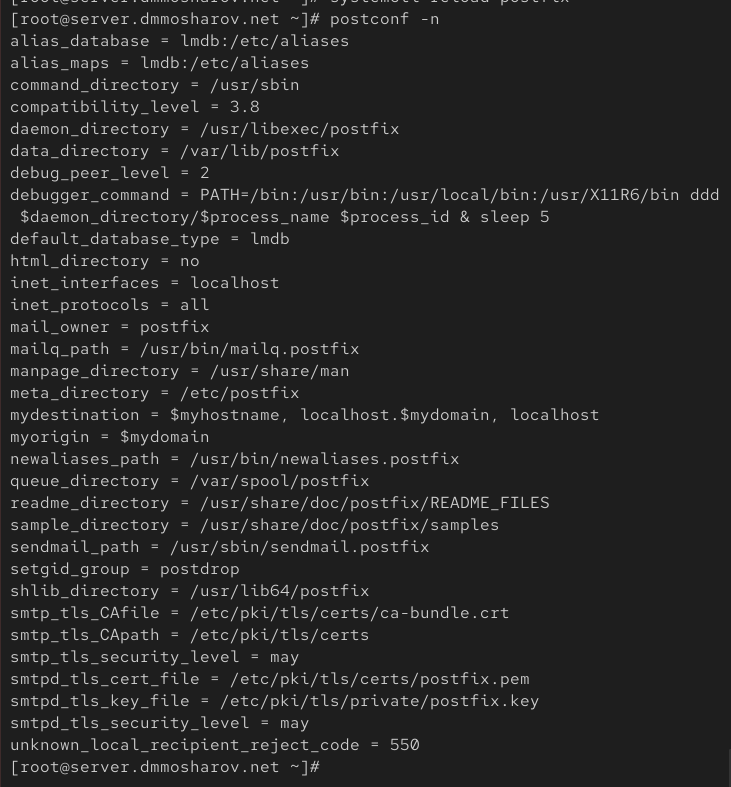 [root@server.dmmosharov.net ~]# postconf -n
alias_database = lmdb:/etc/aliases
alias_maps = lmdb:/etc/aliases
command_directory = /usr/sbin
compatibility_level = 3.8
daemon_directory = /usr/libexec/postfix
data_directory = /var/lib/postfix
debug_peer_level = 2
debugger_command = PATH=/bin:/usr/bin:/usr/local/bin:/usr/X11R6/bin ddd
 $daemon_directory/$process_name $process_id & sleep 5
default_database_type = lmdb
html_directory = no
inet_interfaces = localhost
inet_protocols = all
mail_owner = postfix
mailq_path = /usr/bin/mailq.postfix
manpage_directory = /usr/share/man
meta_directory = /etc/postfix
mydestination = $myhostname, localhost.$mydomain, localhost
myorigin = $mydomain
newaliases_path = /usr/bin/newaliases.postfix
queue_directory = /var/spool/postfix
readme_directory = /usr/share/doc/postfix/README_FILES
sample_directory = /usr/share/doc/postfix/samples
sendmail_path = /usr/sbin/sendmail.postfix
setgid_group = postdrop
shlib_directory = /usr/lib64/postfix
smtp_tls_CAfile = /etc/pki/tls/certs/ca-bundle.crt
smtp_tls_CApath = /etc/pki/tls/certs
smtp_tls_security_level = may
smtpd_tls_cert_file = /etc/pki/tls/certs/postfix.pem
smtpd_tls_key_file = /etc/pki/tls/private/postfix.key
smtpd_tls_security_level = may
unknown_local_recipient_reject_code = 550
[root@server.dmmosharov.net ~]#